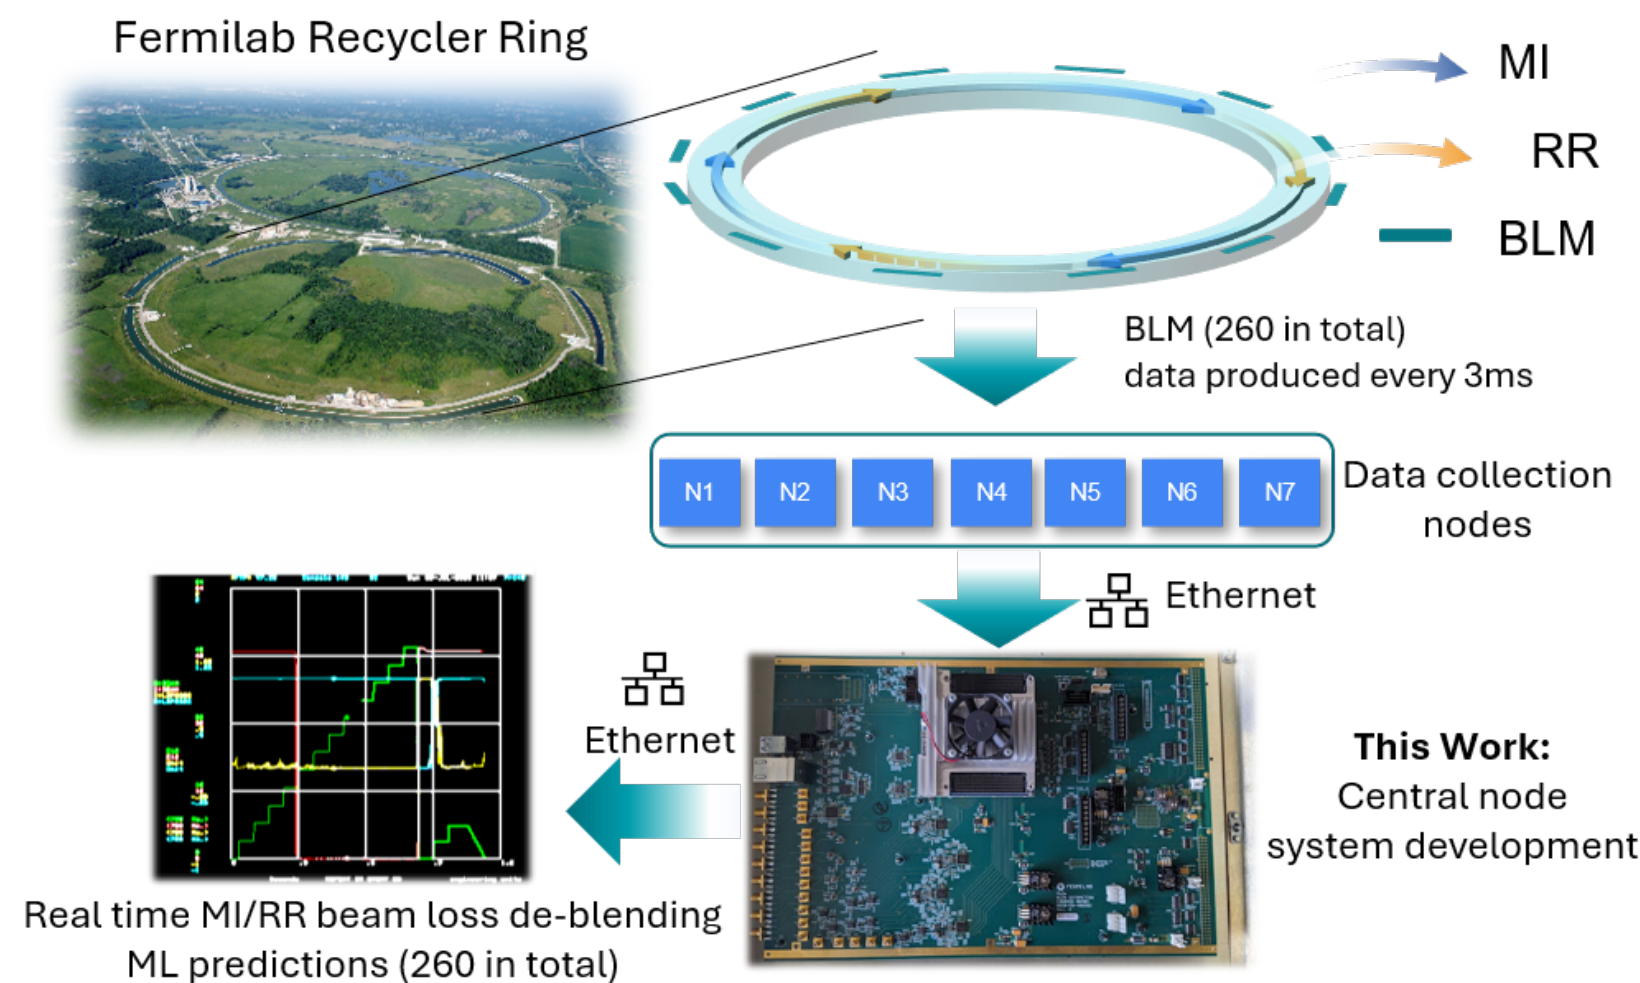 Fermilab Recycler Ring
MI
RR
BLM
BLM (260 in total)
data produced every 3ms
N1 N2 N3 N4 N5 N6 N7
Data collection
nodes
Ethernet
Ethernet
This Work:
Central node
system development
Real time MI/RR beam loss de-blending
ML predictions (260 in total)